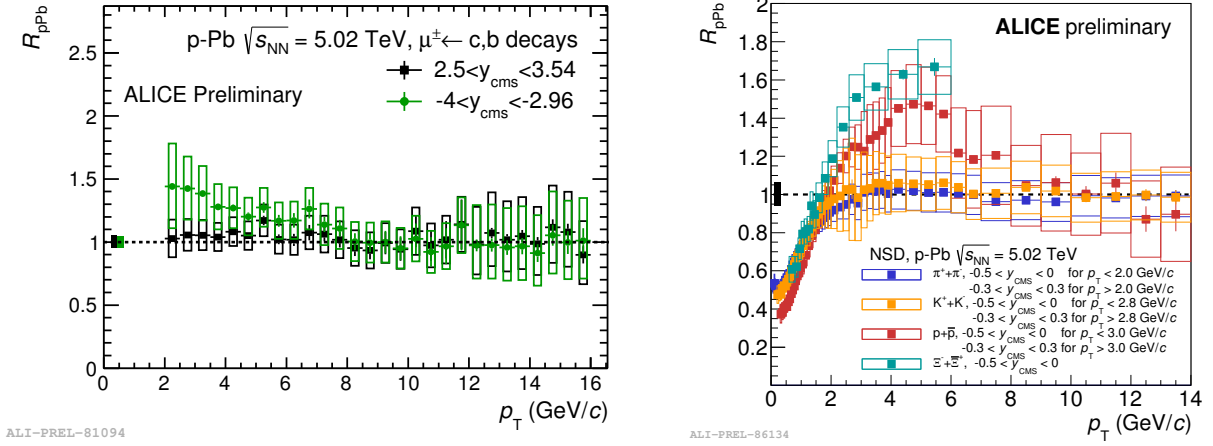 R_pPb
2.5
2
1.5
1
0.5
0
p-Pb √s_NN = 5.02 TeV, μ± ← c,b decays
2.5<y_cms<3.54
ALICE Preliminary
-4<y_cms<-2.96
0 2 4 6 8 10 12 14 16
p_T (GeV/c)
ALI-PREL-81094
R_pPb
2
1.8
1.6
1.4
1.2
1
0.8
0.6
0.4
0.2
ALICE preliminary
NSD, p-Pb √s_NN = 5.02 TeV
π⁺+π⁻, -0.5 < y_CMS < 0 for p_T < 2.0 GeV/c
-0.3 < y_CMS < 0.3 for p_T > 2.0 GeV/c
K⁺+K⁻, -0.5 < y_CMS < 0 for p_T < 2.8 GeV/c
-0.3 < y_CMS < 0.3 for p_T > 2.8 GeV/c
p+p̅, -0.5 < y_CMS < 0 for p_T < 3.0 GeV/c
-0.3 < y_CMS < 0.3 for p_T > 3.0 GeV/c
Ξ⁻+Ξ̅⁺, -0.5 < y_CMS < 0
0 2 4 6 8 10 12 14
p_T (GeV/c)
ALI-PREL-86134